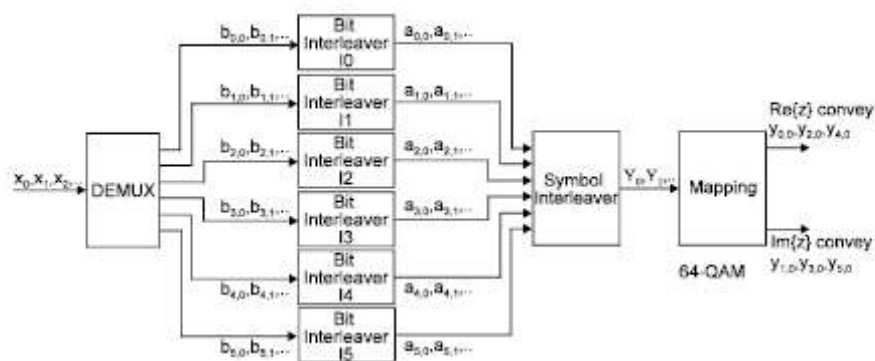 x0,x1,x2,..
DEMUX
b0,0,b0,1,..
Bit
Interleaver
I0
a0,0,a0,1,..
b1,0,b1,1,..
Bit
Interleaver
I1
a1,0,a1,1,..
b2,0,b2,1,..
Bit
Interleaver
I2
a2,0,a2,1,..
b3,0,b3,1,..
Bit
Interleaver
I3
a3,0,a3,1,..
b4,0,b4,1,..
Bit
Interleaver
I4
a4,0,a4,1,..
b5,0,b5,1,..
Bit
Interleaver
I5
a5,0,a5,1,..
Symbol
Interleaver
Y0,Y1,..
Mapping
64-QAM
Re{z} convey
y0,0,y2,0,y4,0
Im{z} convey
y1,0,y3,0,y5,0